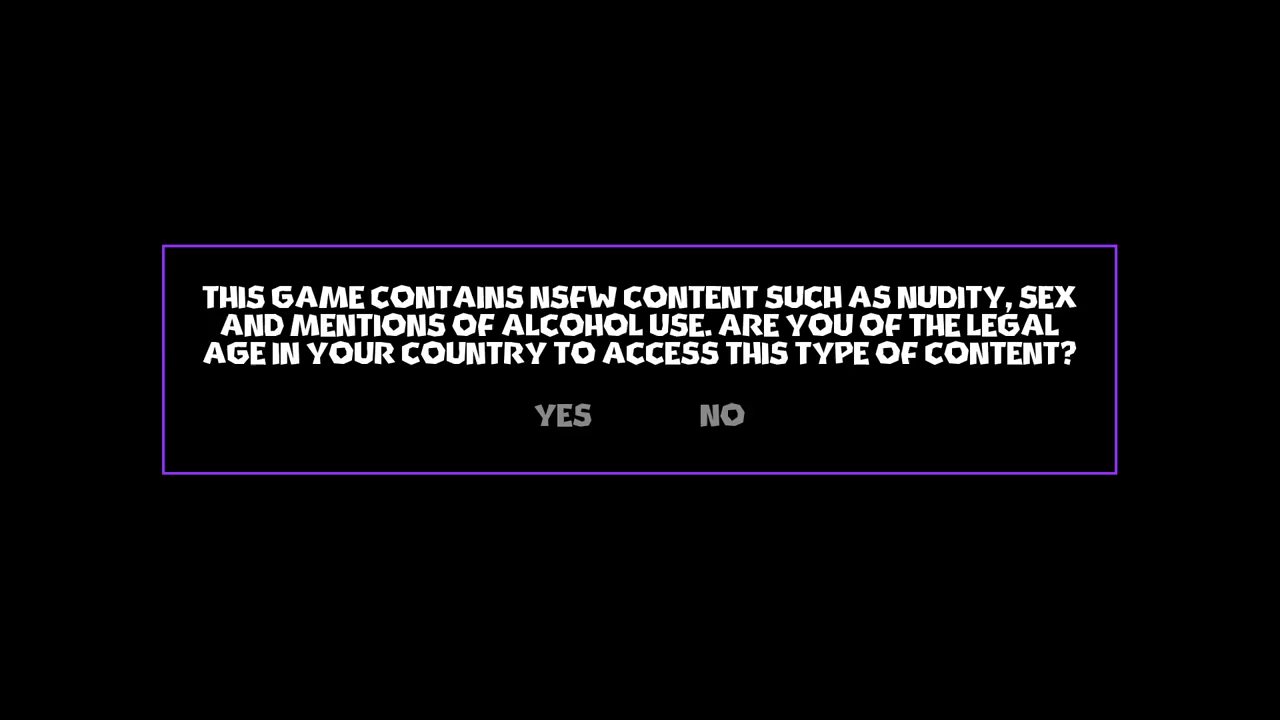 THIS GAME CONTAINS NSFW CONTENT SUCH AS NUDITY, SEX
AND MENTIONS OF ALCOHOL USE. ARE YOU OF THE LEGAL
AGE IN YOUR COUNTRY TO ACCESS THIS TYPE OF CONTENT?
YES NO